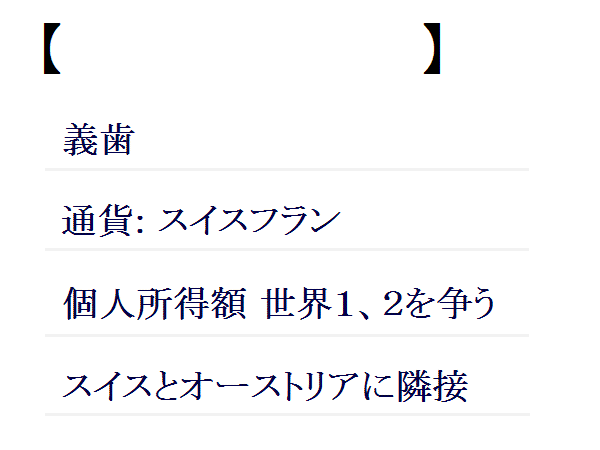 【　　　　　　　　　　】
義歯
通貨: スイスフラン
個人所得額 世界１、２を争う
スイスとオーストリアに隣接